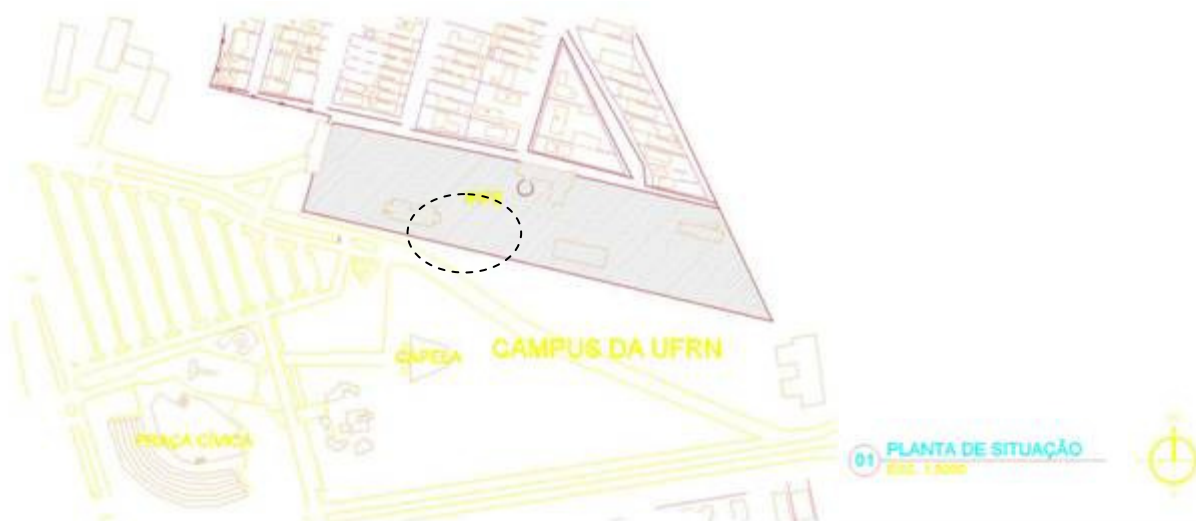 CAPELA
CAMPUS DA UFRN
PRAÇA CÍVICA
01
PLANTA DE SITUAÇÃO